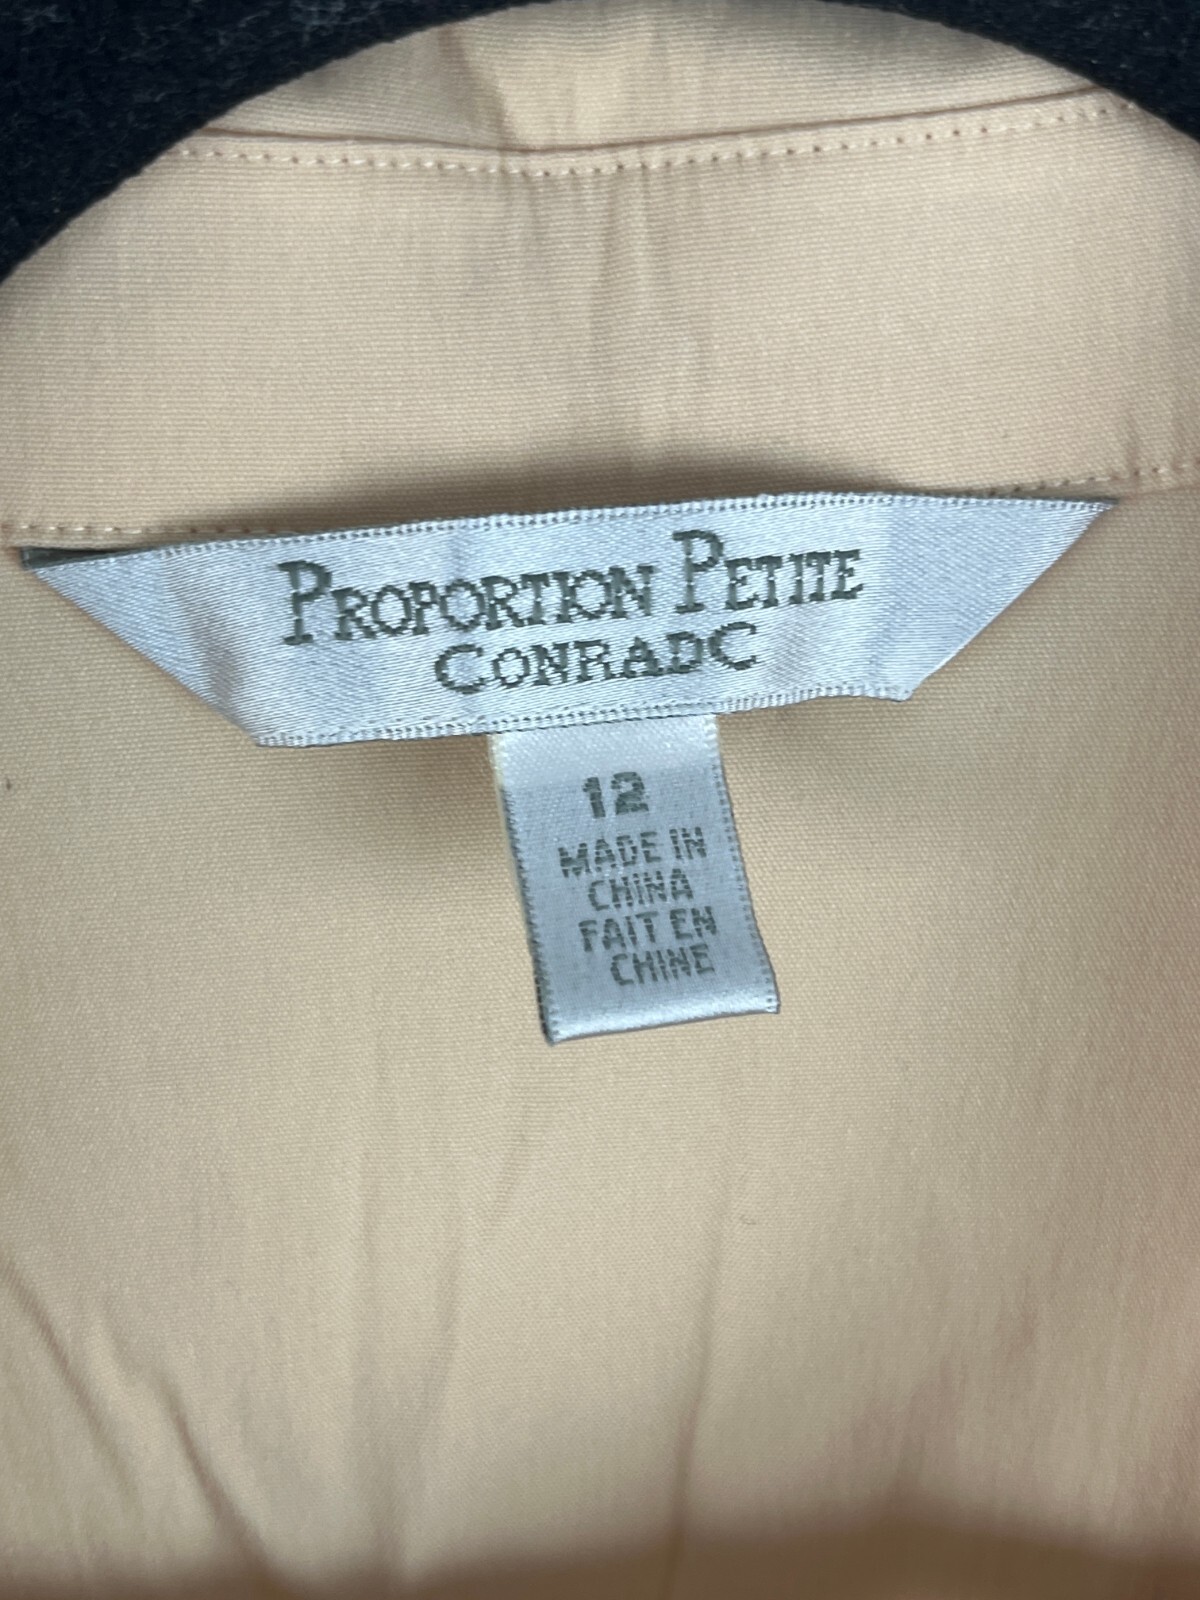 PROPORTION PETITE
CONRADC
12
MADE IN
CHINA
FAIT EN
CHINE